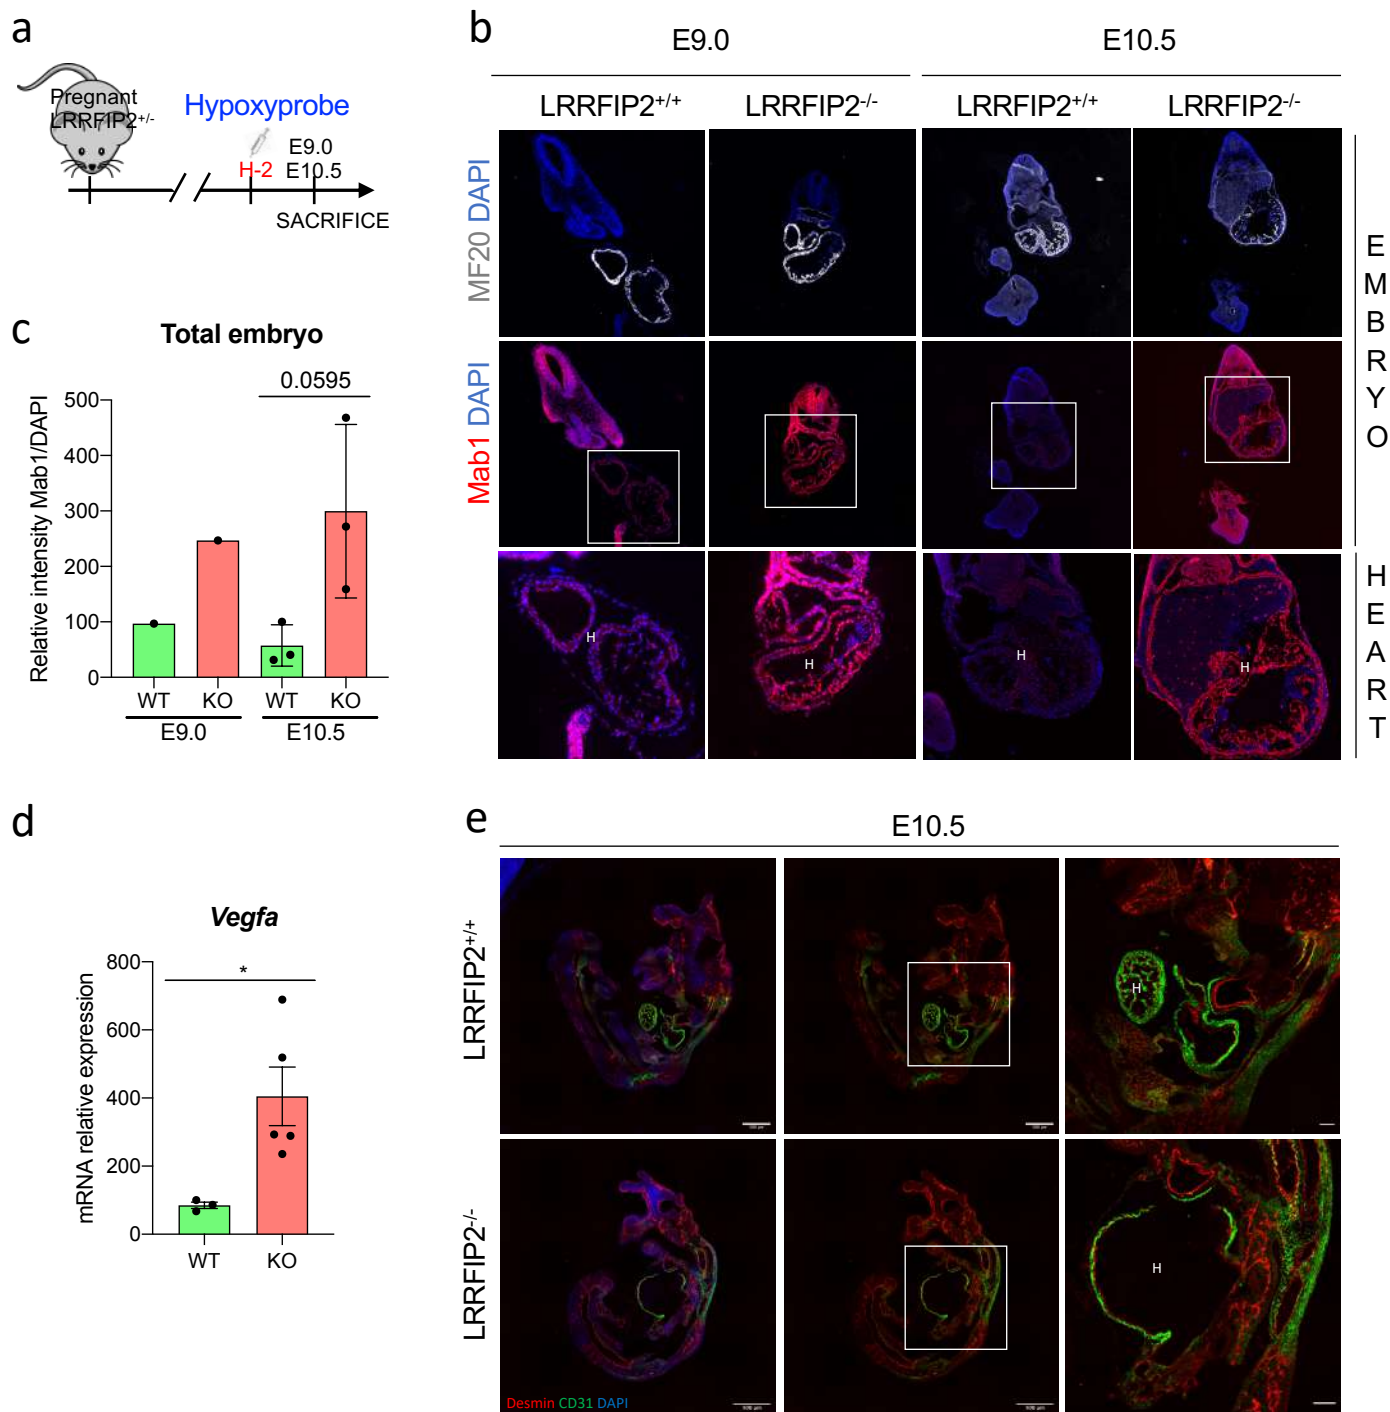 a
Pregnant
LRRFIP2+/-
Hypoxyprobe
H-2
E9.0
E10.5
SACRIFICE
b
E9.0
E10.5
LRRFIP2+/+
LRRFIP2-/-
LRRFIP2+/+
LRRFIP2-/-
MF20 DAPI
Mab1 DAPI
EMBRYO
HEART
H
H
H
H
c
Total embryo
0.0595
Relative intensity Mab1/DAPI
500
400
300
200
100
0
WT
KO
WT
KO
E9.0
E10.5
d
Vegfa
*
mRNA relative expression
800
600
400
200
0
WT
KO
e
E10.5
LRRFIP2+/+
LRRFIP2-/-
H
H
Desmin CD31 DAPI